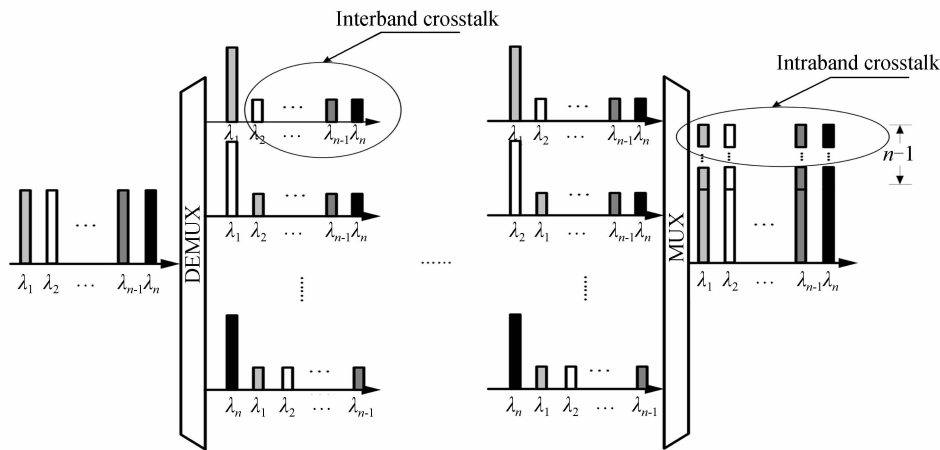 Interband crosstalk
Intraband crosstalk
λ1 λ2 ... λn-1 λn
λ1 λ2 ... λn-1 λn
n-1
λ1 λ2 ... λn-1 λn
λ2 λ1 ... λn-1 λn
DEMUX
MUX
λ1 λ2 ... λn-1 λn
......
λ1 λ2 ... λn-1 λn
λn λ1 λ2 ... λn-1
λn λ1 λ2 ... λn-1